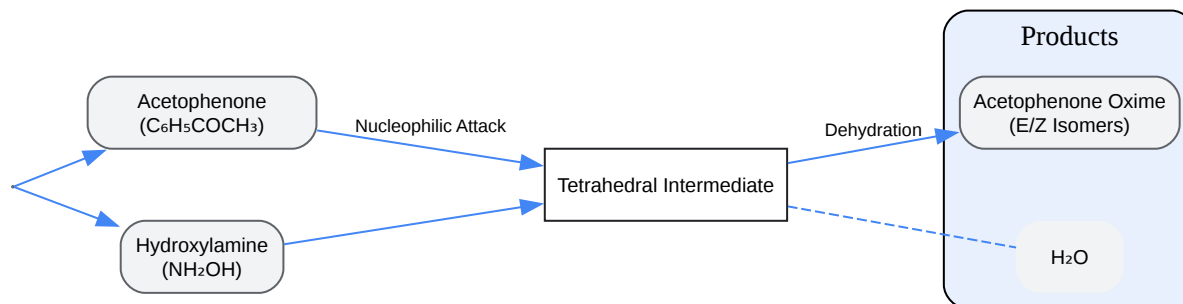 Products
Acetophenone
(C₆H₅COCH₃)
Nucleophilic Attack
Dehydration
Acetophenone Oxime
(E/Z Isomers)
Tetrahedral Intermediate
Hydroxylamine
(NH₂OH)
H₂O